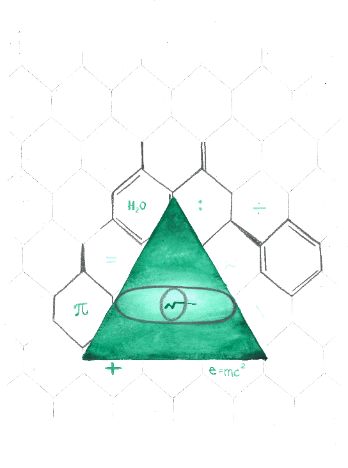 H₂O : ÷
=
π
+ e=mc²